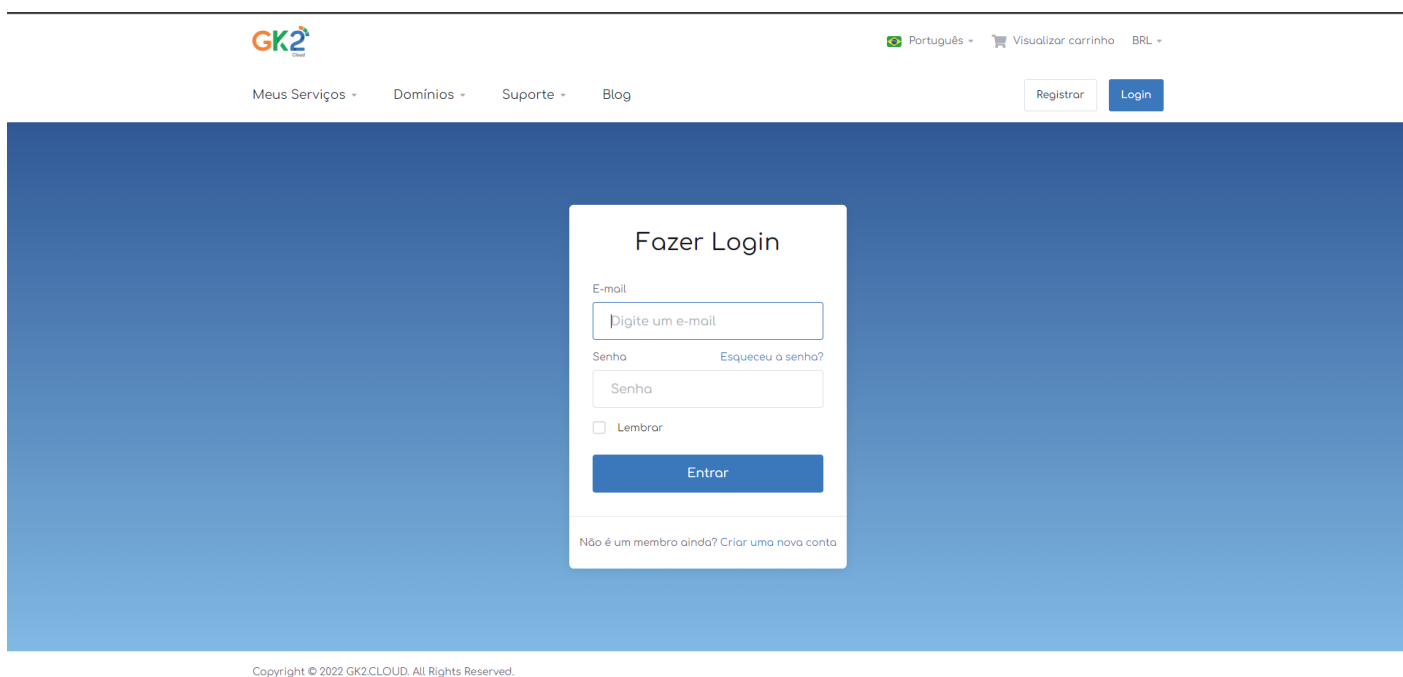 GK2
Cloud
Português Visualizar carrinho BRL
Meus Serviços Domínios Suporte Blog Registrar Login
Fazer Login
E-mail
Digite um e-mail
Senha Esqueceu a senha?
Senha
Lembrar
Entrar
Não é um membro ainda? Criar uma nova conta
Copyright © 2022 GK2.CLOUD. All Rights Reserved.